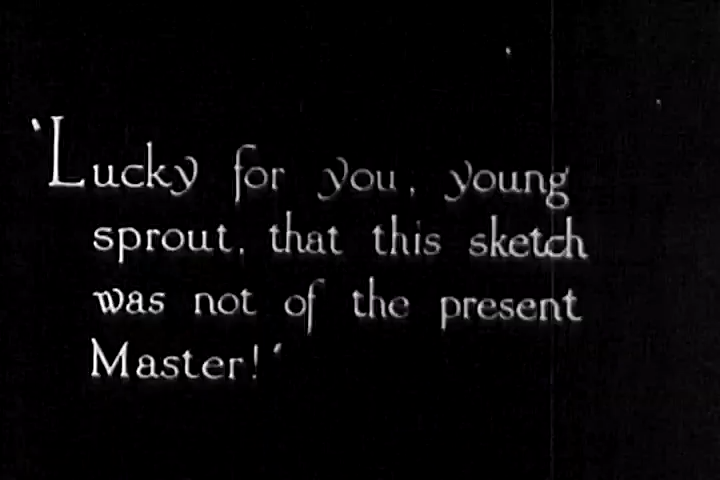 'Lucky for you, young
sprout, that this sketch
was not of the present
Master!'